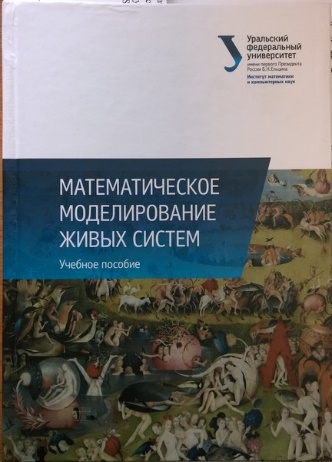 Уральский
федеральный
университет
имени первого Президента
России Б.Н.Ельцина
Институт математики
и компьютерных наук
МАТЕМАТИЧЕСКОЕ
МОДЕЛИРОВАНИЕ
ЖИВЫХ СИСТЕМ
Учебное пособие